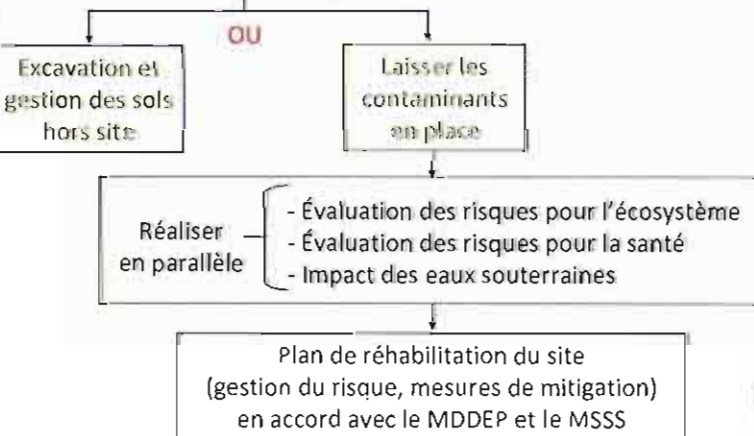 OU
Excavation et
gestion des sols
hors site
Laisser les
contaminants
en place
Réaliser
en parallèle
- Évaluation des risques pour l'écosystème
- Évaluation des risques pour la santé
- Impact des eaux souterraines
Plan de réhabilitation du site
(gestion du risque, mesures de mitigation)
en accord avec le MDDEP et le MSSS